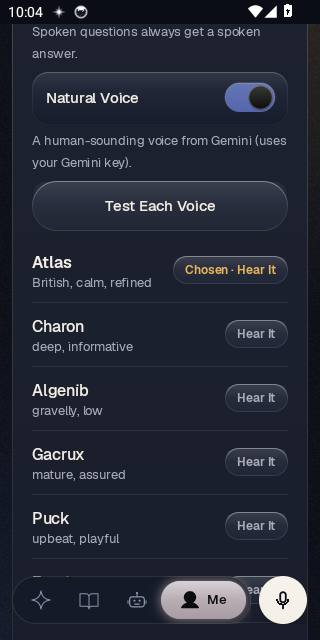 10:04
Spoken questions always get a spoken
answer.
Natural Voice
A human-sounding voice from Gemini (uses
your Gemini key).
Test Each Voice
Atlas
British, calm, refined
Chosen · Hear It
Charon
deep, informative
Hear It
Algenib
gravelly, low
Hear It
Gacrux
mature, assured
Hear It
Puck
upbeat, playful
Hear It
Me